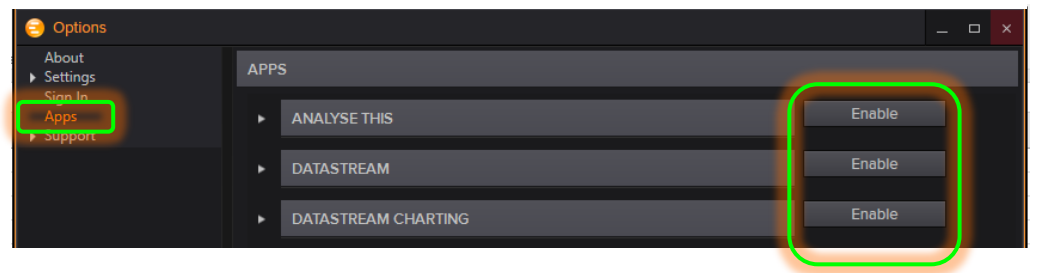 Options
About
Settings
Sign In
Apps
Support
APPS
ANALYSE THIS
Enable
DATASTREAM
Enable
DATASTREAM CHARTING
Enable